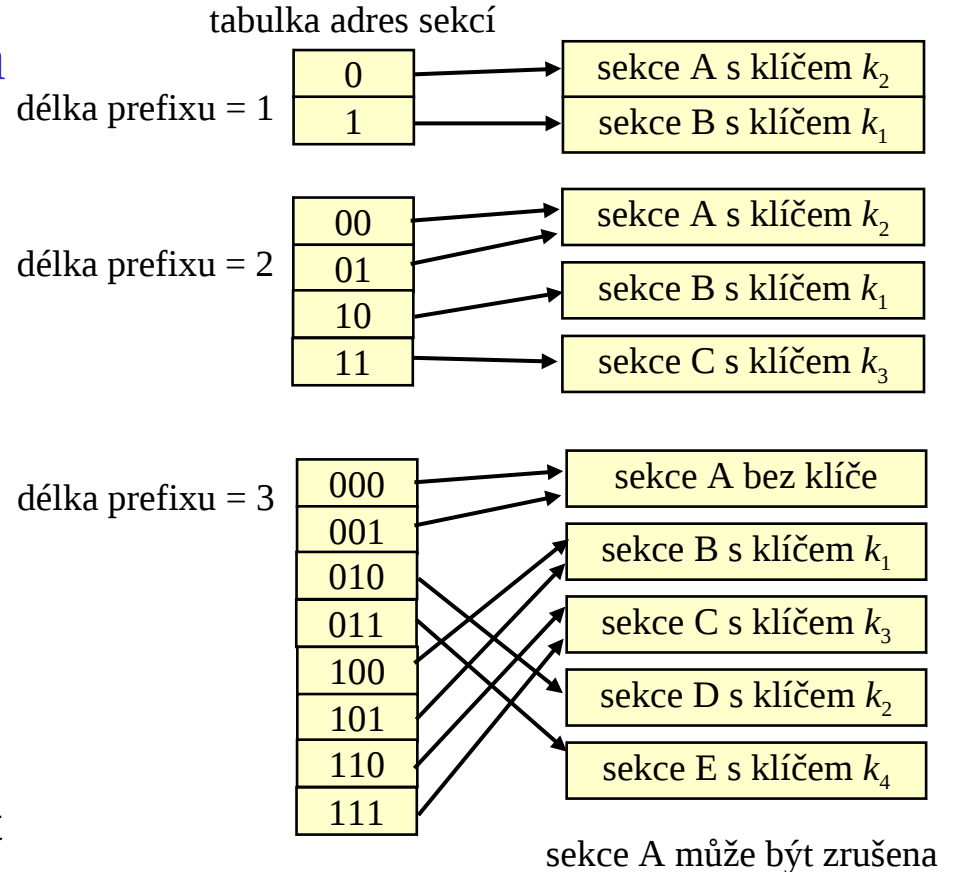 tabulka adres sekcí
délka prefixu = 1
0
1
sekce A s klíčem k₂
sekce B s klíčem k₁
délka prefixu = 2
00
01
10
11
sekce A s klíčem k₂
sekce B s klíčem k₁
sekce C s klíčem k₃
délka prefixu = 3
000
001
010
011
100
101
110
111
sekce A bez klíče
sekce B s klíčem k₁
sekce C s klíčem k₃
sekce D s klíčem k₂
sekce E s klíčem k₄
sekce A může být zrušena